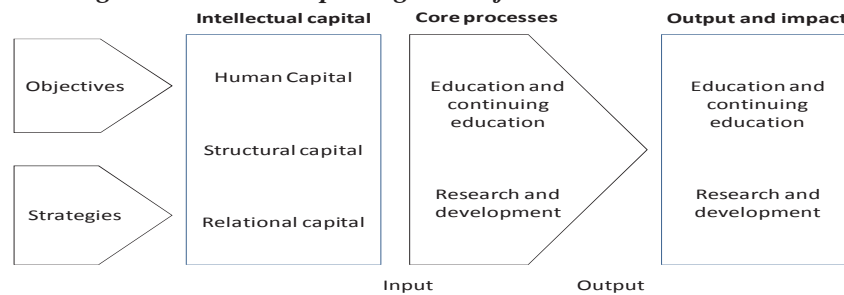 Intellectual capital
Core processes
Output and impact
Objectives
Strategies
Human Capital
Structural capital
Relational capital
Education and
continuing
education
Research and
development
Education and
continuing
education
Research and
development
Input
Output